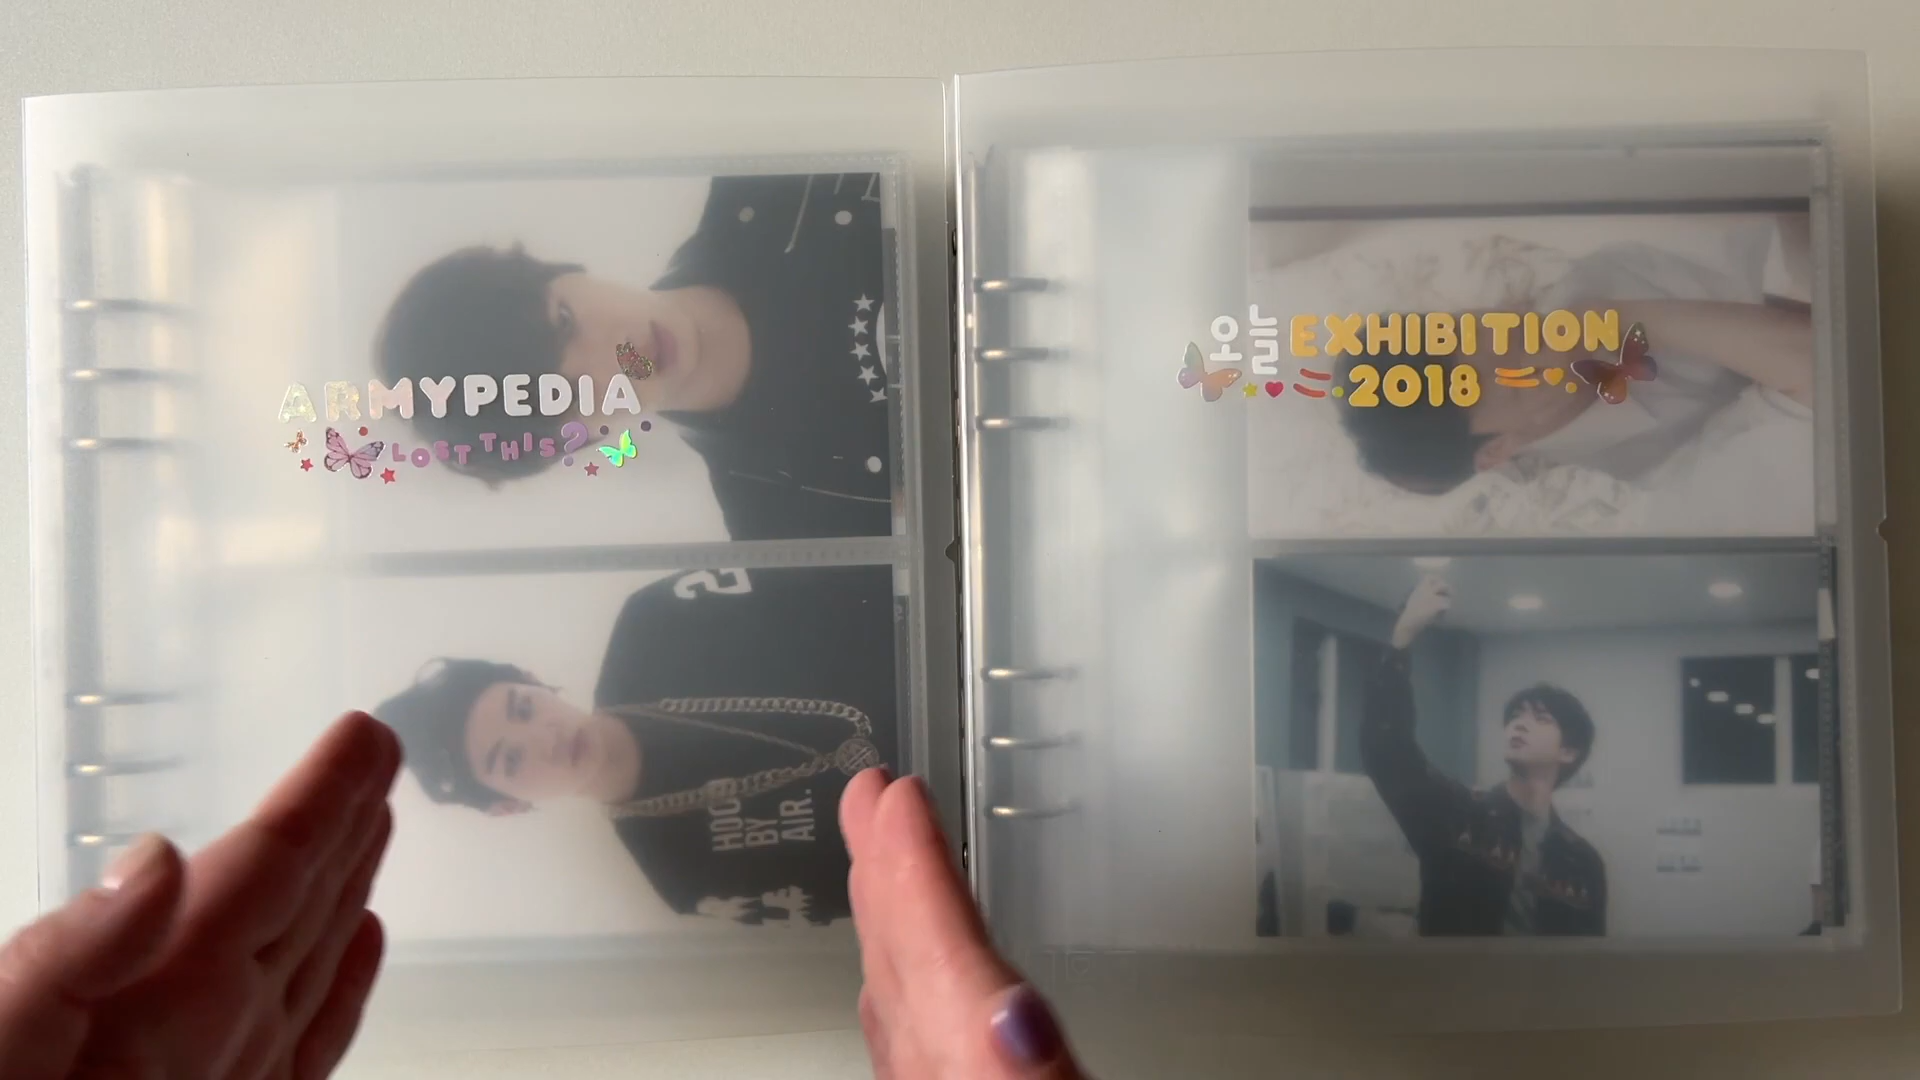 ARMYPEDIA
LOST THIS?
오늘 EXHIBITION
2018
HOOD
BY
AIR.